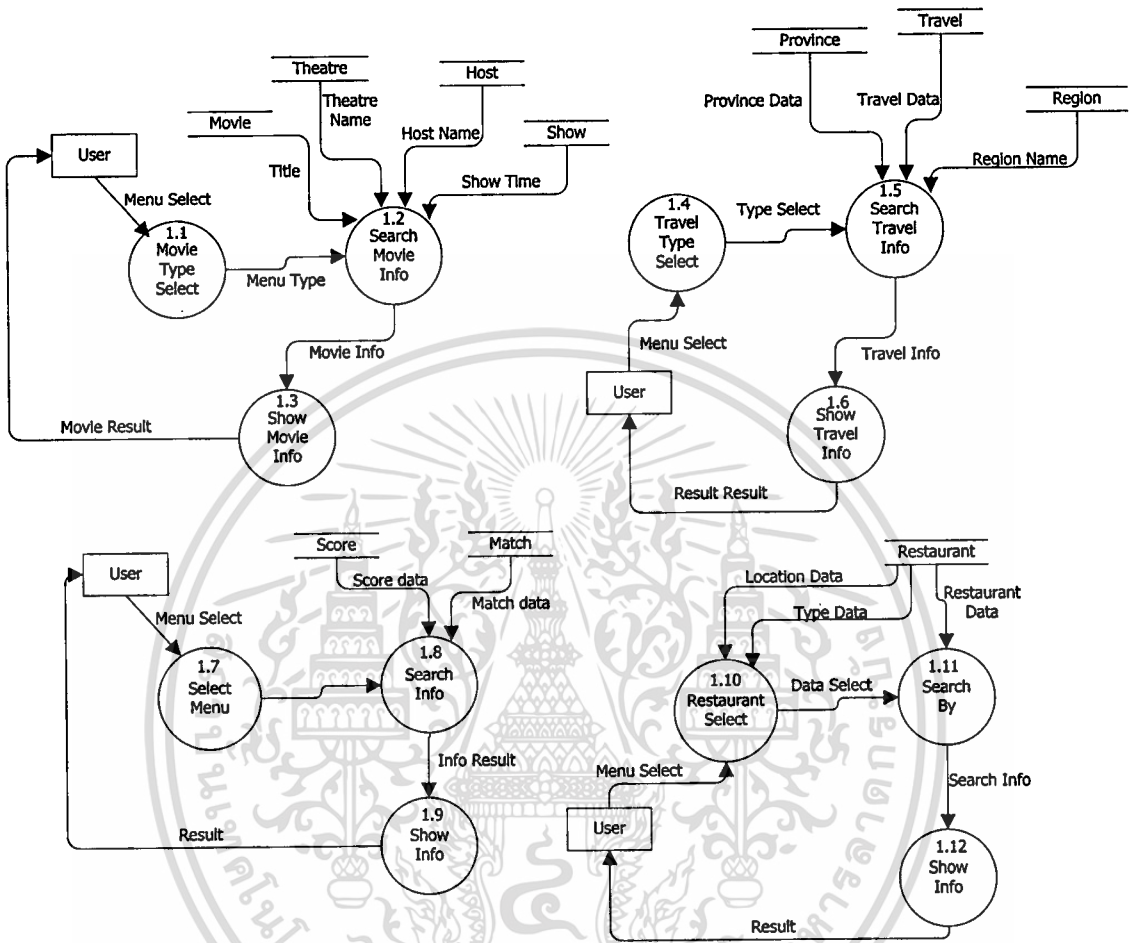 Theatre
Host
Theatre
Name
Movie
Host Name
Show
User
Title
Show Time
Menu Select
1.1
Movie
Type
Select
Menu Type
1.2
Search
Movie
Info
Movie Info
1.3
Show
Movie
Info
Movie Result
Province
Travel
Region
Province Data
Travel Data
Region Name
1.4
Travel
Type
Select
Type Select
1.5
Search
Travel
Info
Menu Select
User
Travel Info
1.6
Show
Travel
Info
Result Result
Score
Match
User
Score data
Match data
Menu Select
1.7
Select
Menu
1.8
Search
Info
Info Result
1.9
Show
Info
Result
Restaurant
Location Data
Restaurant
Data
Type Data
1.10
Restaurant
Select
Data Select
1.11
Search
By
Menu Select
User
Search Info
1.12
Show
Info
Result